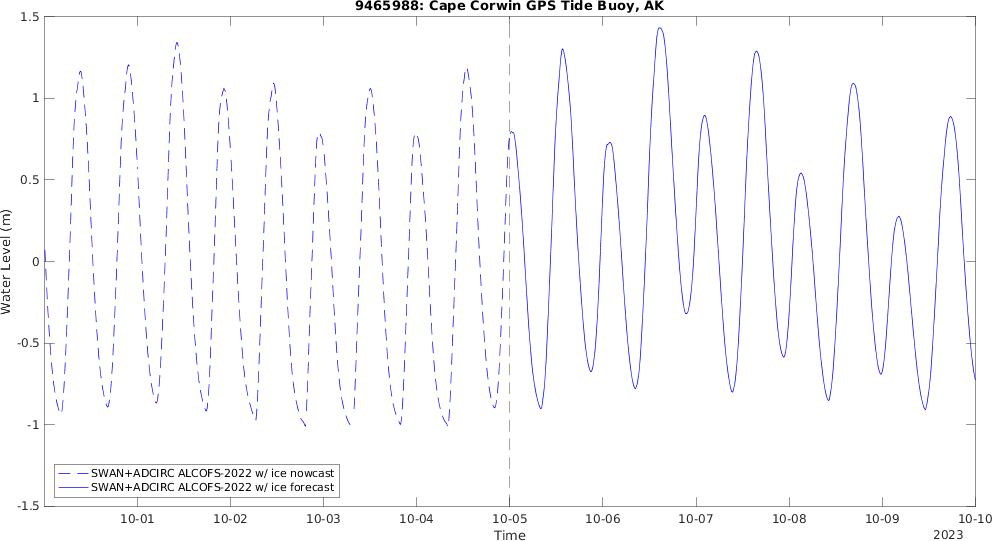 9465988: Cape Corwin GPS Tide Buoy, AK
Water Level (m)
1.5
1
0.5
0
-0.5
-1
-1.5
SWAN+ADCIRC ALCOFS-2022 w/ ice nowcast
SWAN+ADCIRC ALCOFS-2022 w/ ice forecast
10-01 10-02 10-03 10-04 10-05 10-06 10-07 10-08 10-09 10-10
Time
2023